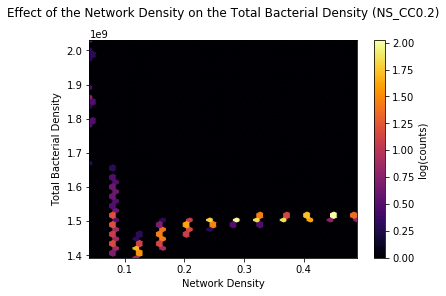 Effect of the Network Density on the Total Bacterial Density (NS_CC0.2)
1e9
2.0
1.9
1.8
1.7
1.6
1.5
1.4
Total Bacterial Density
0.1 0.2 0.3 0.4
Network Density
2.00
1.75
1.50
1.25
1.00
0.75
0.50
0.25
0.00
log(counts)